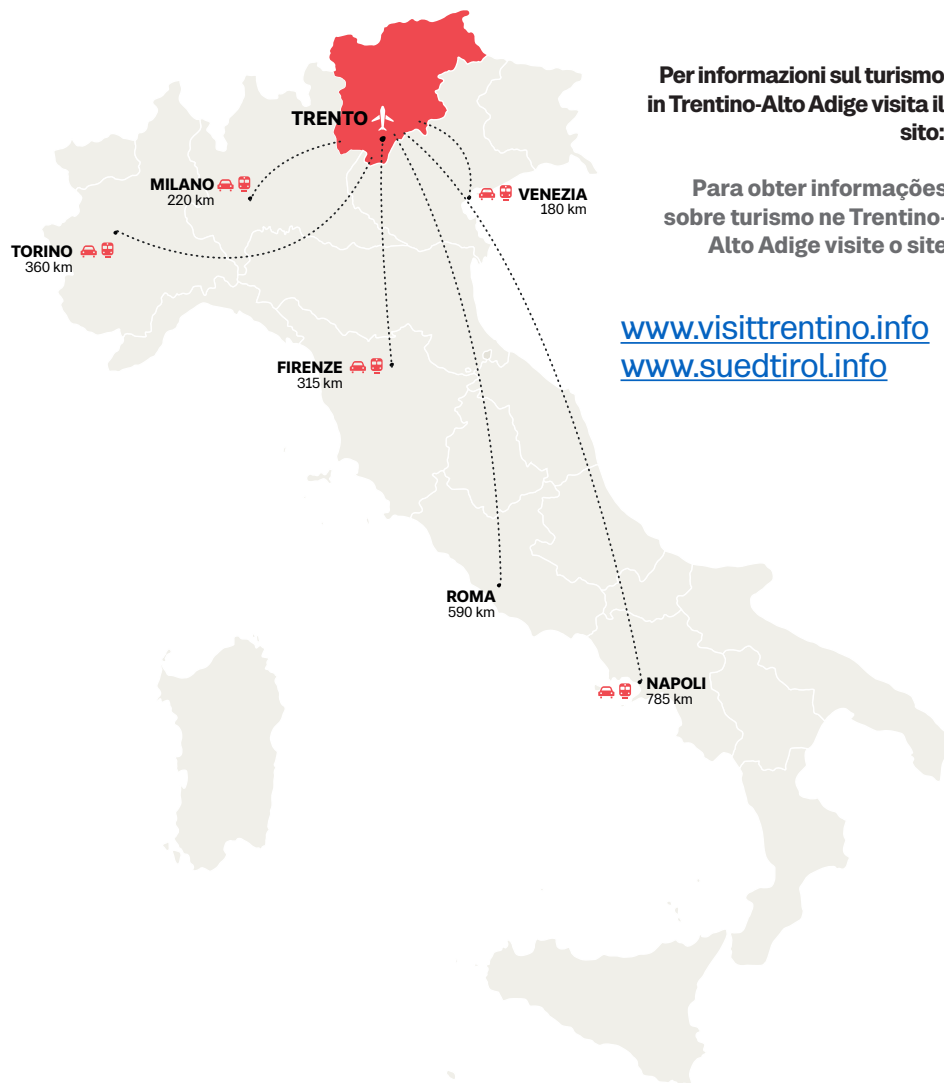 Per informazioni sul turismo
in Trentino-Alto Adige visita il
sito:
Para obter informações
sobre turismo ne Trentino-
Alto Adige visite o site
www.visittrentino.info
www.suedtirol.info
TRENTO
MILANO
220 km
VENEZIA
180 km
TORINO
360 km
FIRENZE
315 km
ROMA
590 km
NAPOLI
785 km